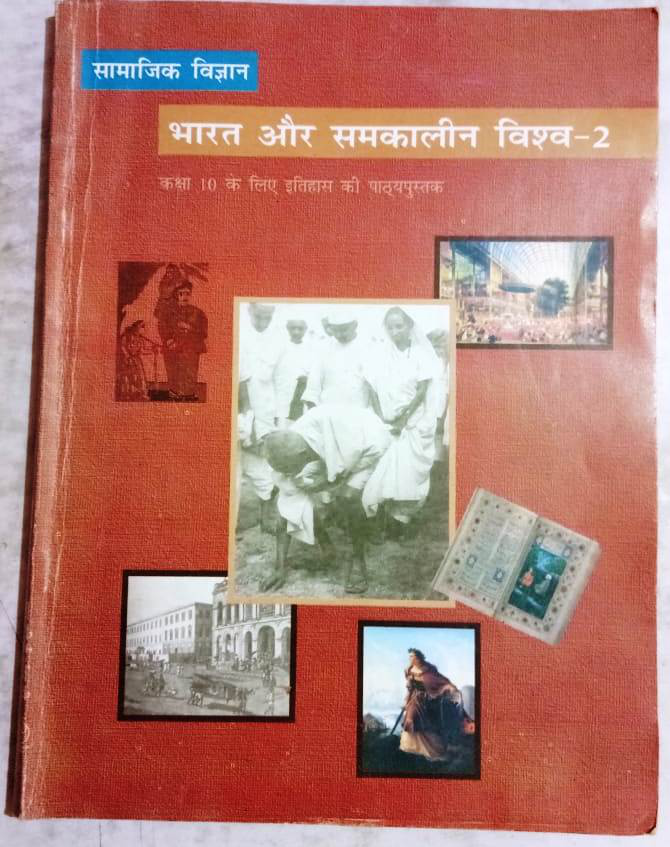 सामाजिक विज्ञान
भारत और समकालीन विश्व-2
कक्षा 10 के लिए इतिहास की पाठ्यपुस्तक